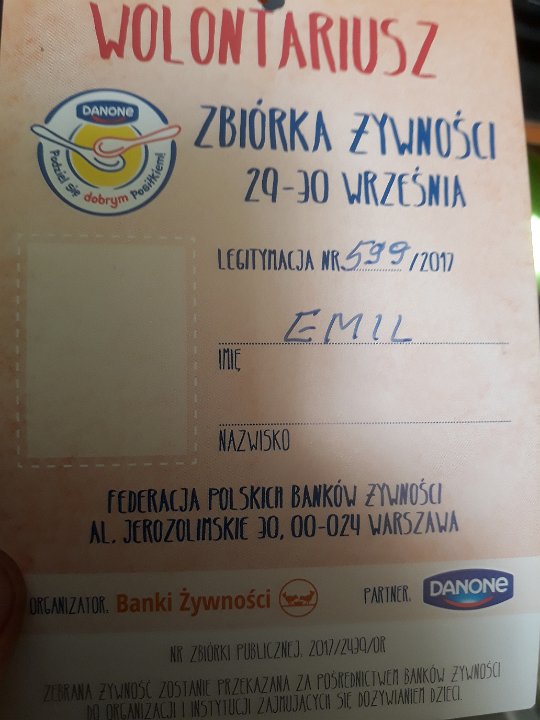 WOLONTARIUSZ
DANONE
Podziel się dobrym Posiłkiem!
ZBIÓRKA ŻYWNOŚCI
29-30 WRZEŚNIA
LEGITYMACJA NR 599/2017
EMIL
IMIĘ
NAZWISKO
FEDERACJA POLSKICH BANKÓW ŻYWNOŚCI
AL. JEROZOLIMSKIE 30, 00-024 WARSZAWA
ORGANIZATOR: Banki Żywności PARTNER: DANONE
NR ZBIÓRKI PUBLICZNEJ: 2017/2439/OR
ZEBRANA ŻYWNOŚĆ ZOSTANIE PRZEKAZANA ZA POŚREDNICTWEM BANKÓW ŻYWNOŚCI
DO ORGANIZACJI I INSTYTUCJI ZAJMUJĄCYCH SIĘ DOŻYWIANIEM DZIECI.